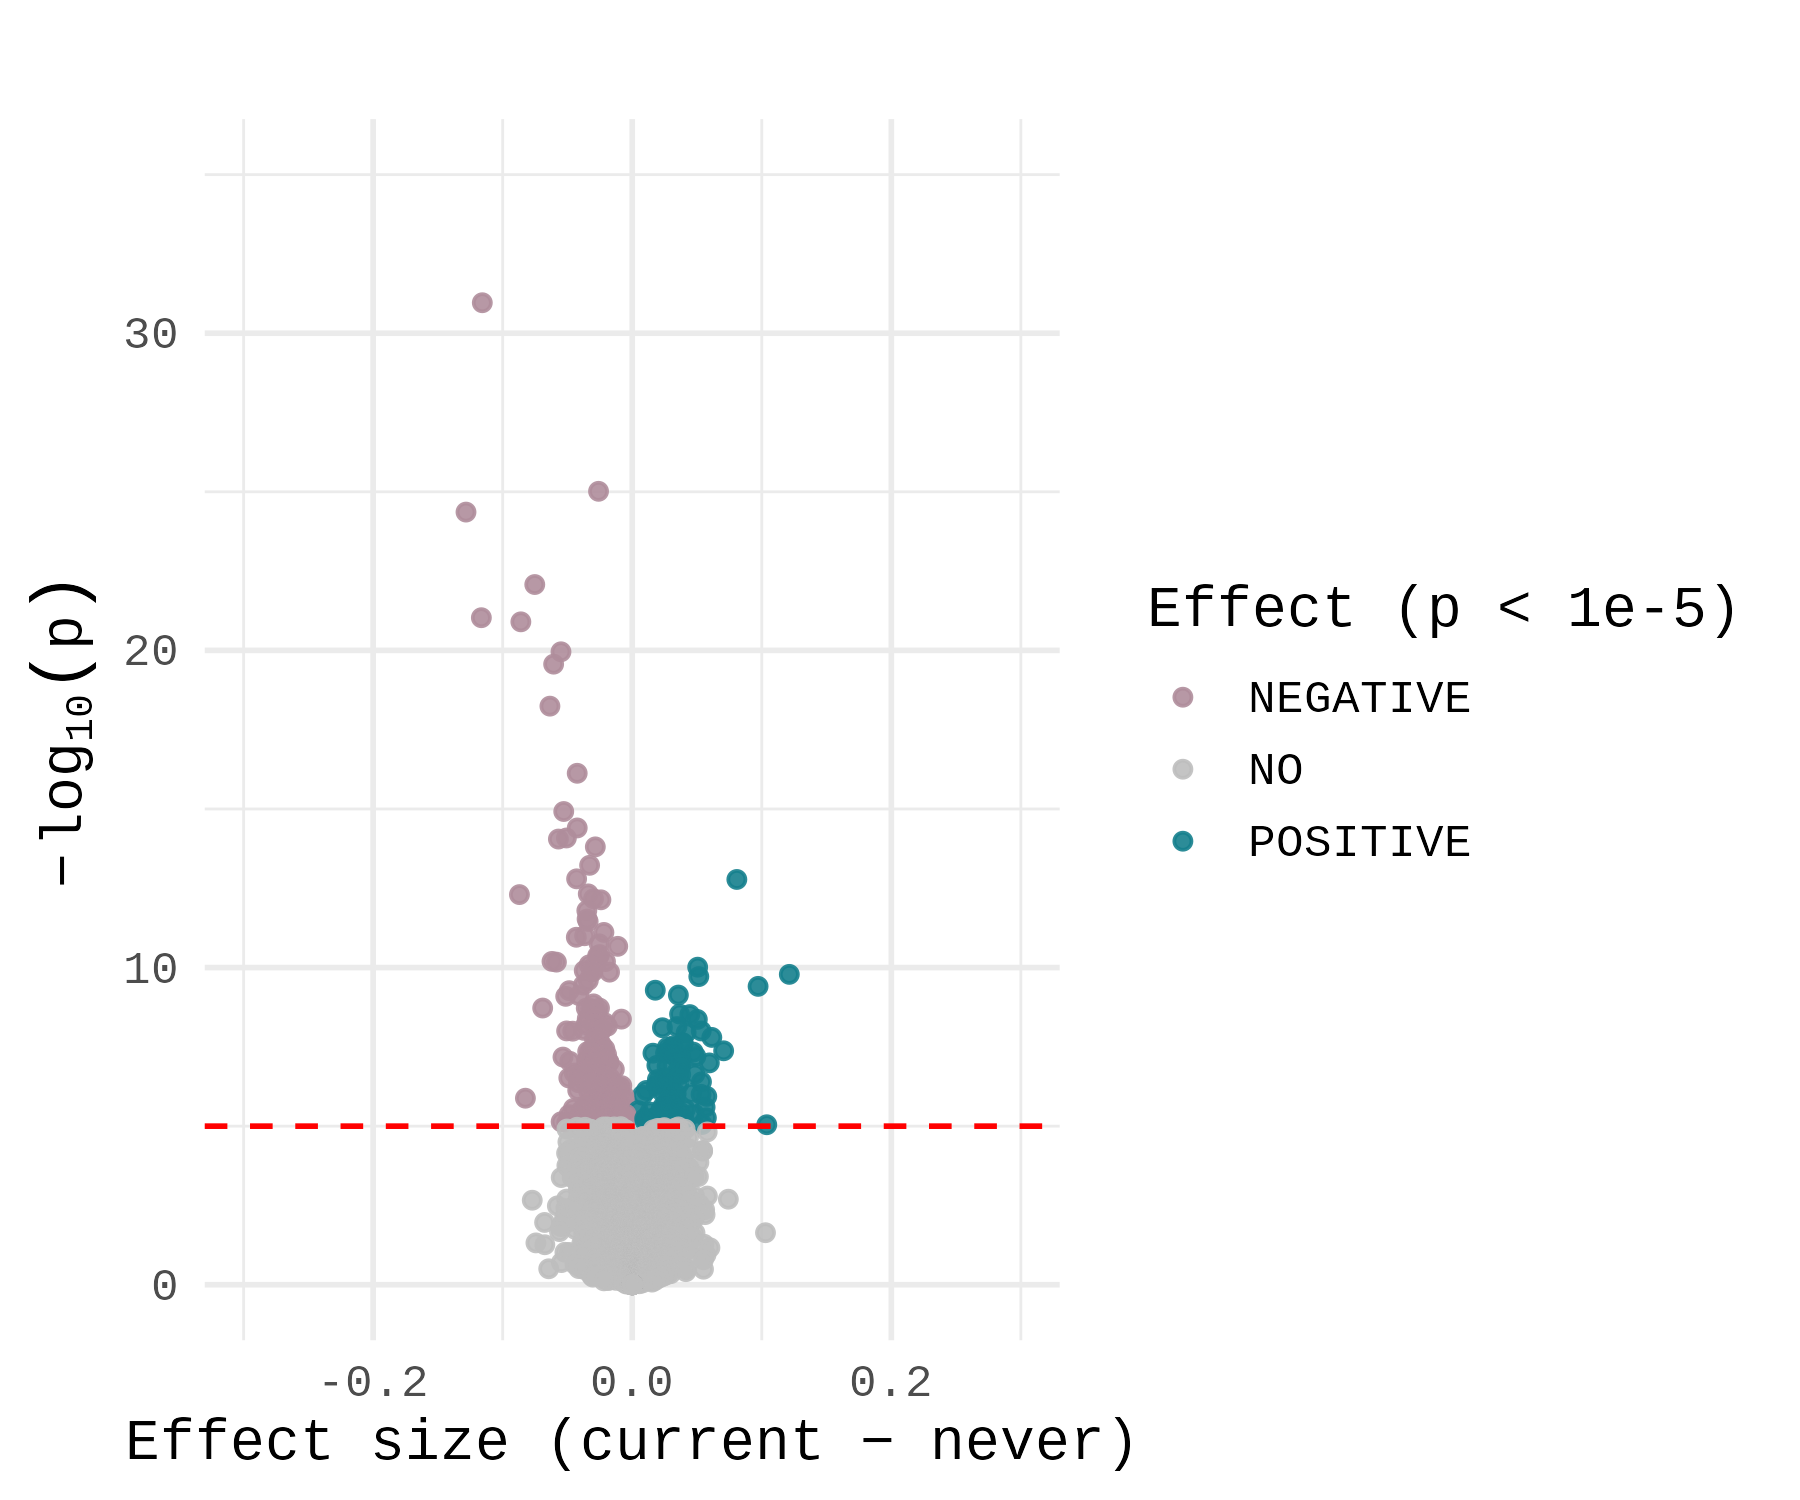 −log10(p)
30
20
10
0
-0.2
0.0
0.2
Effect size (current − never)
Effect (p < 1e-5)
NEGATIVE
NO
POSITIVE